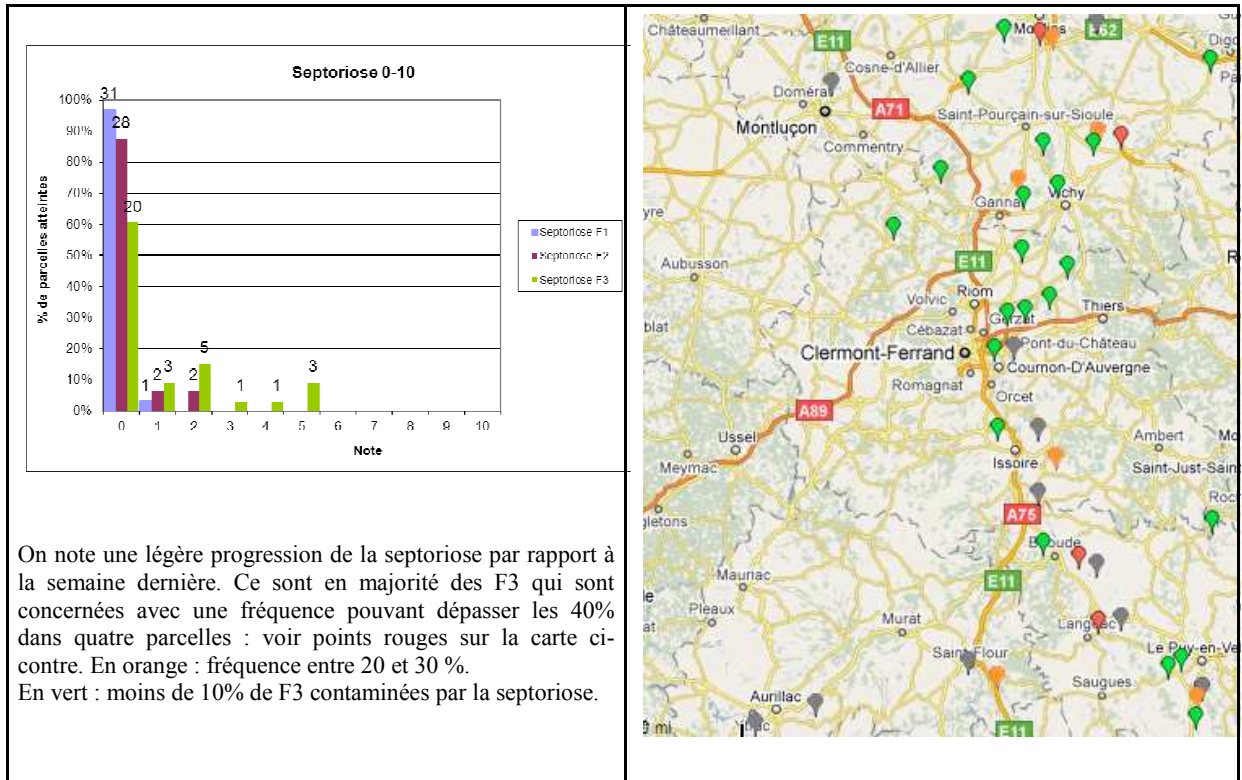 Septoriose 0-10
% de parcelles atteintes
100%
90%
80%
70%
60%
50%
40%
30%
20%
10%
0%
31
28
20
1
2
3
2
5
1
1
3
0 1 2 3 4 5 6 7 8 9 10
Note
Septoriose F1
Septoriose F2
Septoriose F3
On note une légère progression de la septoriose par rapport à
la semaine dernière. Ce sont en majorité des F3 qui sont
concernées avec une fréquence pouvant dépasser les 40%
dans quatre parcelles : voir points rouges sur la carte ci-
contre. En orange : fréquence entre 20 et 30 %.
En vert : moins de 10% de F3 contaminées par la septoriose.
Châteaumeillant
E11
E62
Digo
Cosne-d'Allier
Domérat
A71
Saint-Pourçain-sur-Sioule
Montluçon
Commentry
Vichy
yre
Ganna
Aubusson
E11
Volvic
Riom
Thiers
blat
Cébazat
Gerzat
Pont-du-Château
Clermont-Ferrand
Cournon-D'Auvergne
Romagnat
Orcet
A89
Ussel
Ambert
Meymac
Issoire
Saint-Just-Sain
gletons
A75
Mauriac
E11
Pleaux
Murat
Saint-Flour
Le Puy-en-Ve
Saugues
Aurillac
mi
E11